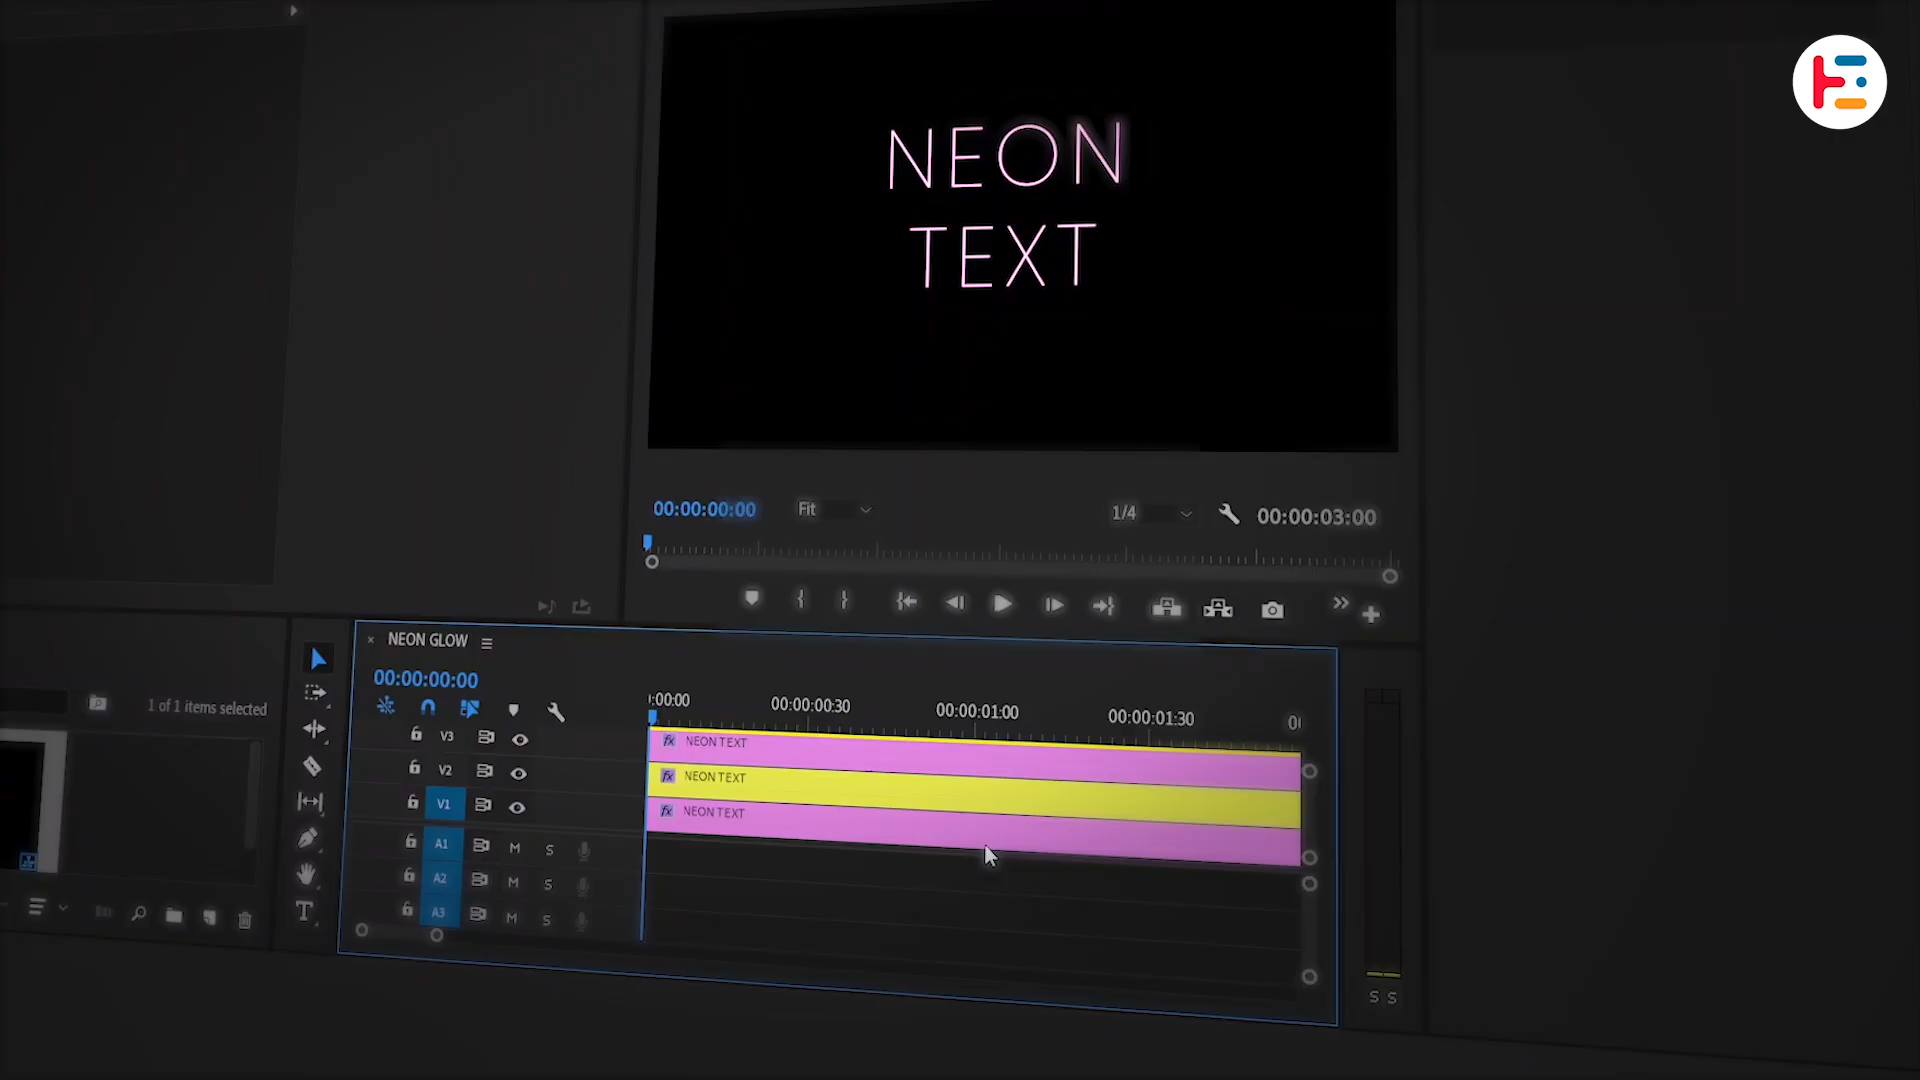 NEON
TEXT
00:00:00:00
Fit
1/4
00:00:03:00
NEON GLOW
00:00:00:00
1 of 1 items selected
:00:00
00:00:00:30
00:00:01:00
00:00:01:30
V3
NEON TEXT
V2
NEON TEXT
V1
NEON TEXT
A1
M
S
A2
M
S
A3
M
S
S S